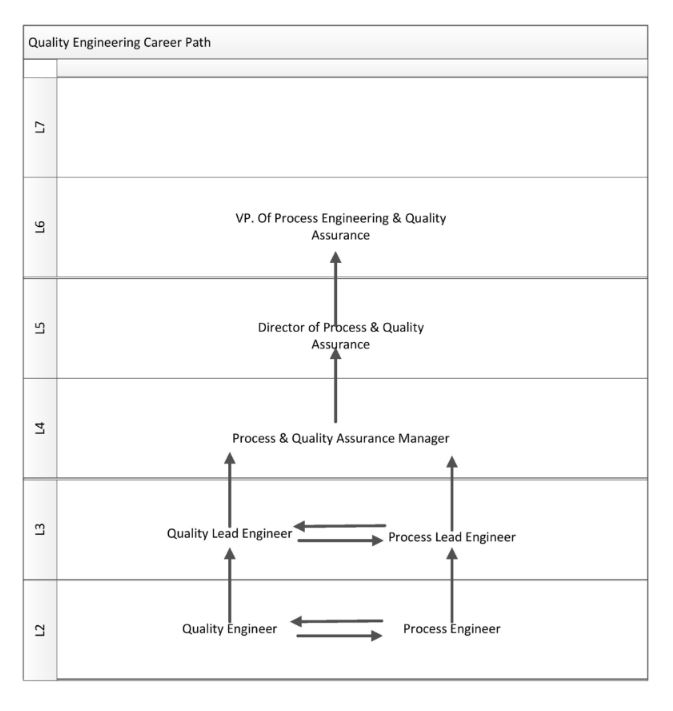 Quality Engineering Career Path
L7
L6
VP. Of Process Engineering & Quality
Assurance
L5
Director of Process & Quality
Assurance
L4
Process & Quality Assurance Manager
L3
Quality Lead Engineer
Process Lead Engineer
L2
Quality Engineer
Process Engineer